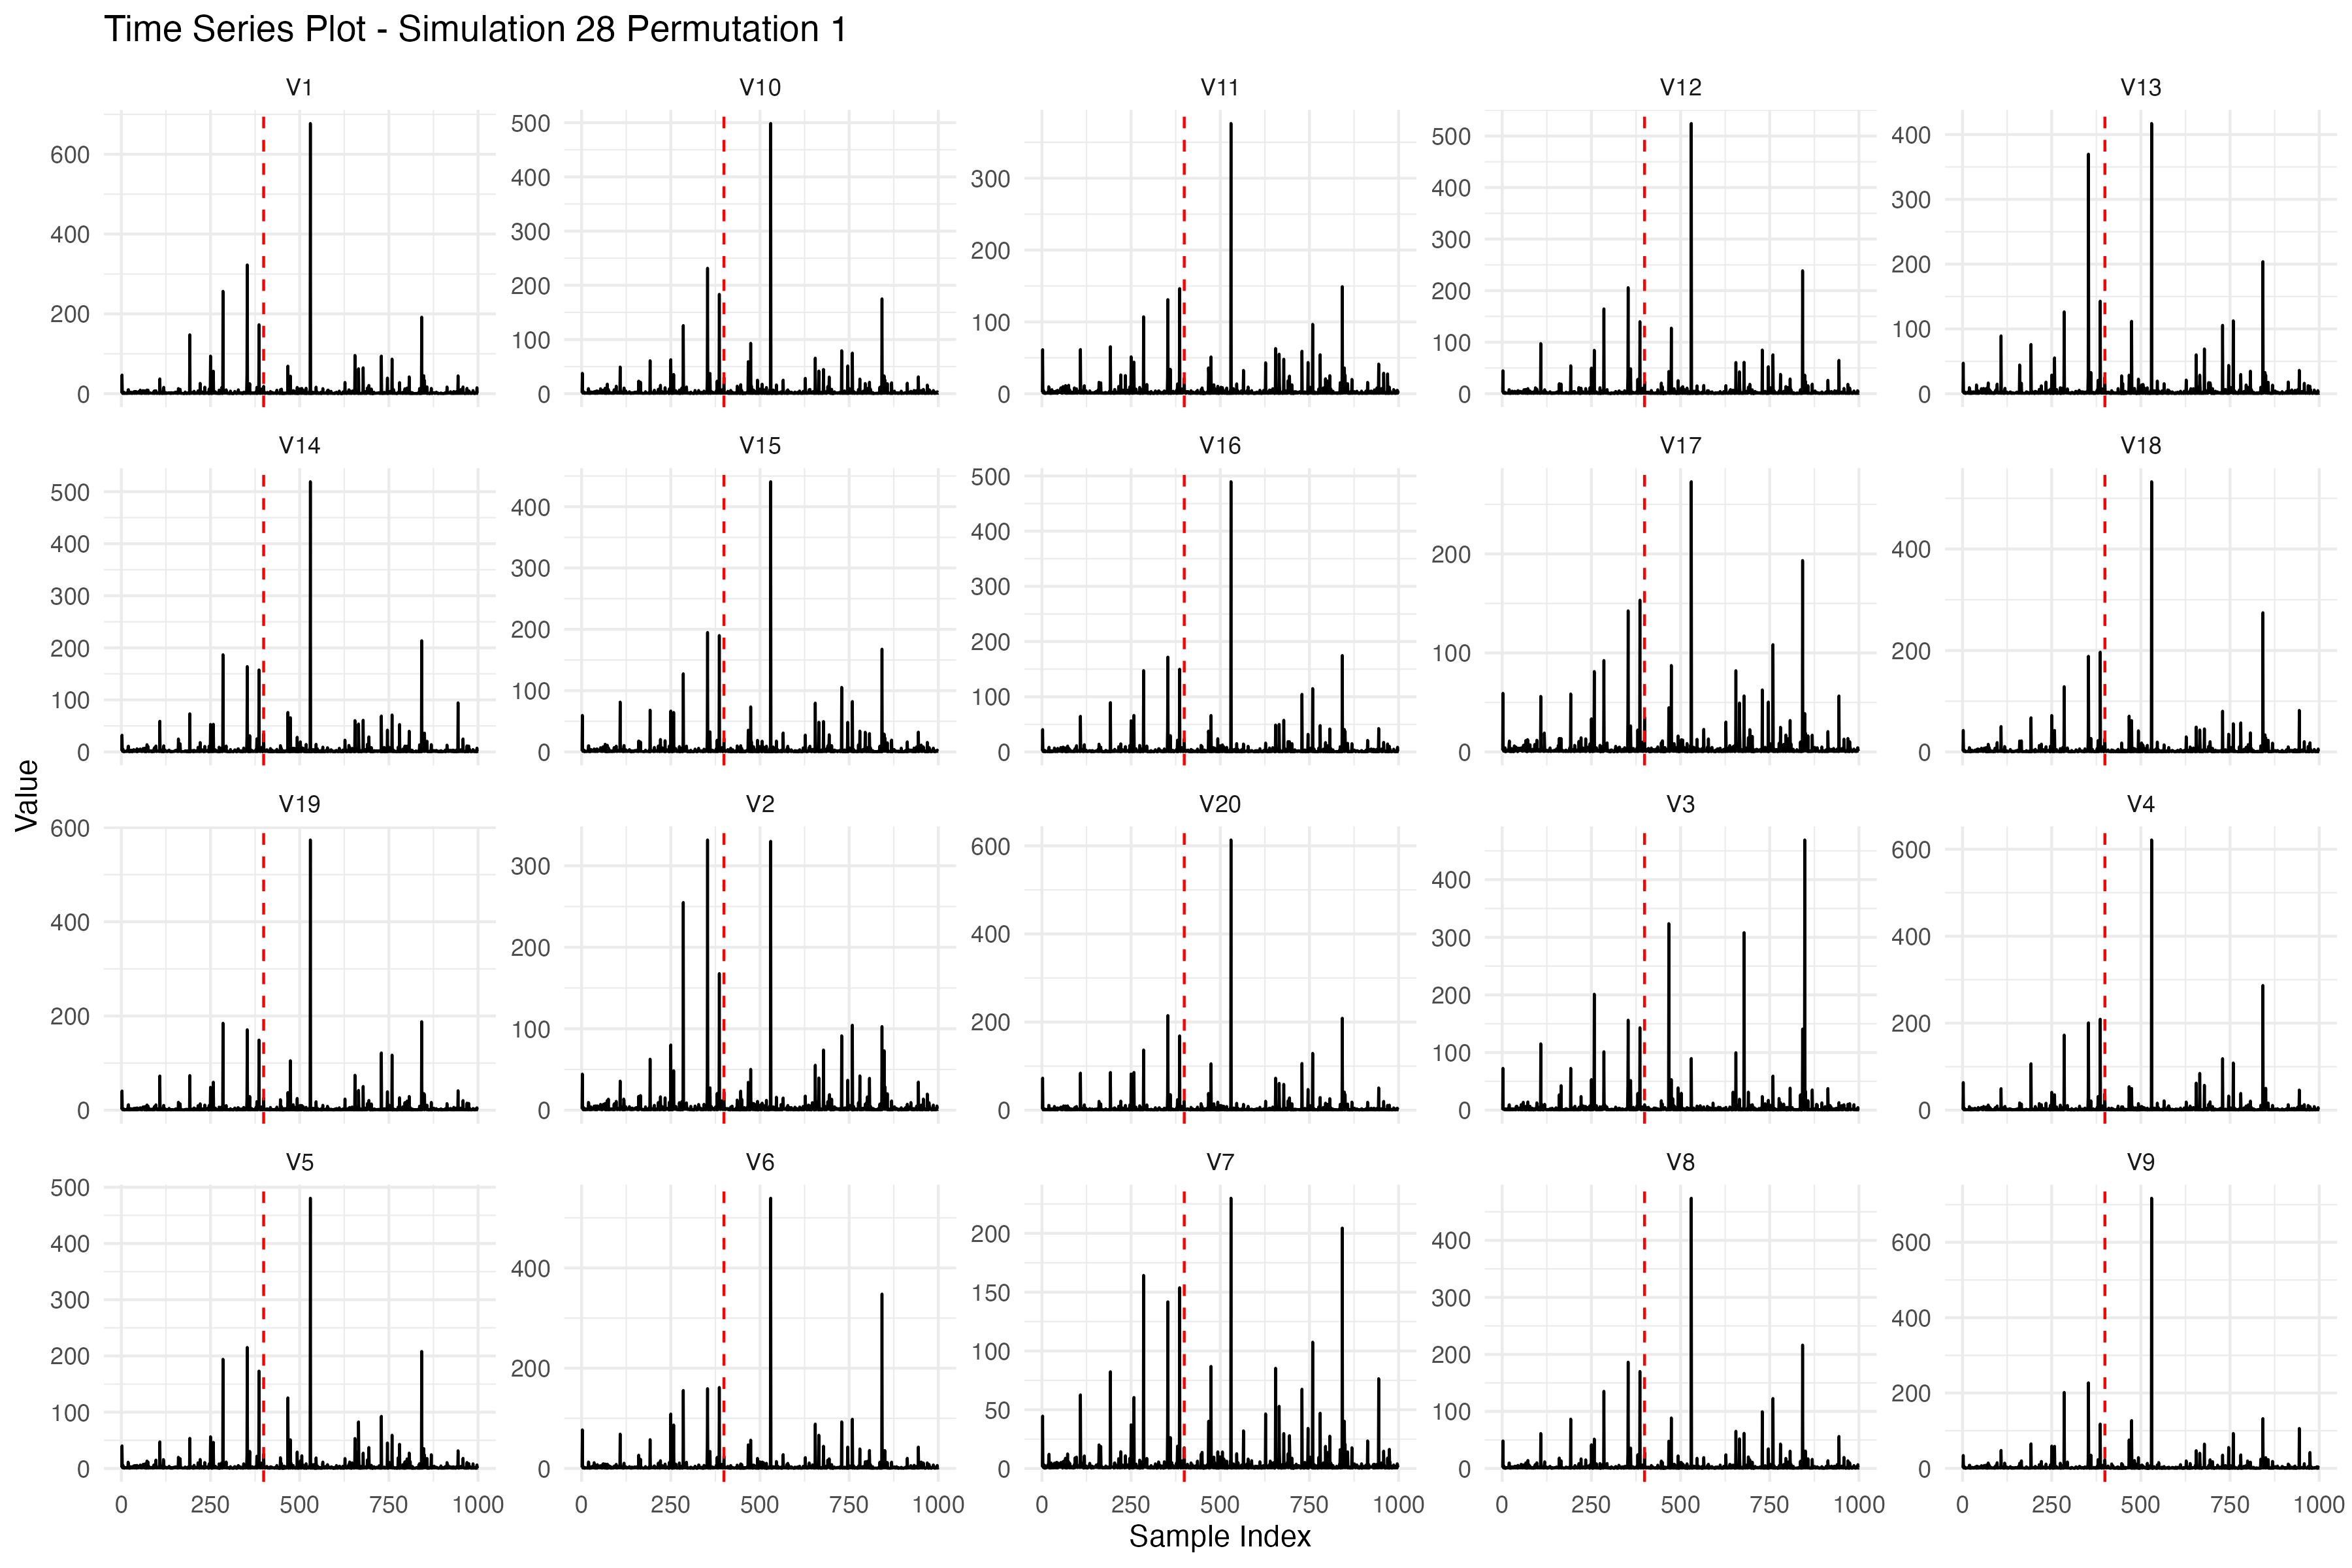 Time Series Plot - Simulation 28 Permutation 1
V1 V10 V11 V12 V13
600 400 200 0
500 400 300 200 100 0
300 200 100 0
500 400 300 200 100 0
400 300 200 100 0
V14 V15 V16 V17 V18
500 400 300 200 100 0
400 300 200 100 0
500 400 300 200 100 0
200 100 0
400 200 0
Value
V19 V2 V20 V3 V4
600 400 200 0
300 200 100 0
600 400 200 0
400 300 200 100 0
600 400 200 0
V5 V6 V7 V8 V9
500 400 300 200 100 0
400 200 0
200 150 100 50 0
400 300 200 100 0
600 400 200 0
0 250 500 750 1000 0 250 500 750 1000 0 250 500 750 1000 0 250 500 750 1000 0 250 500 750 1000
Sample Index